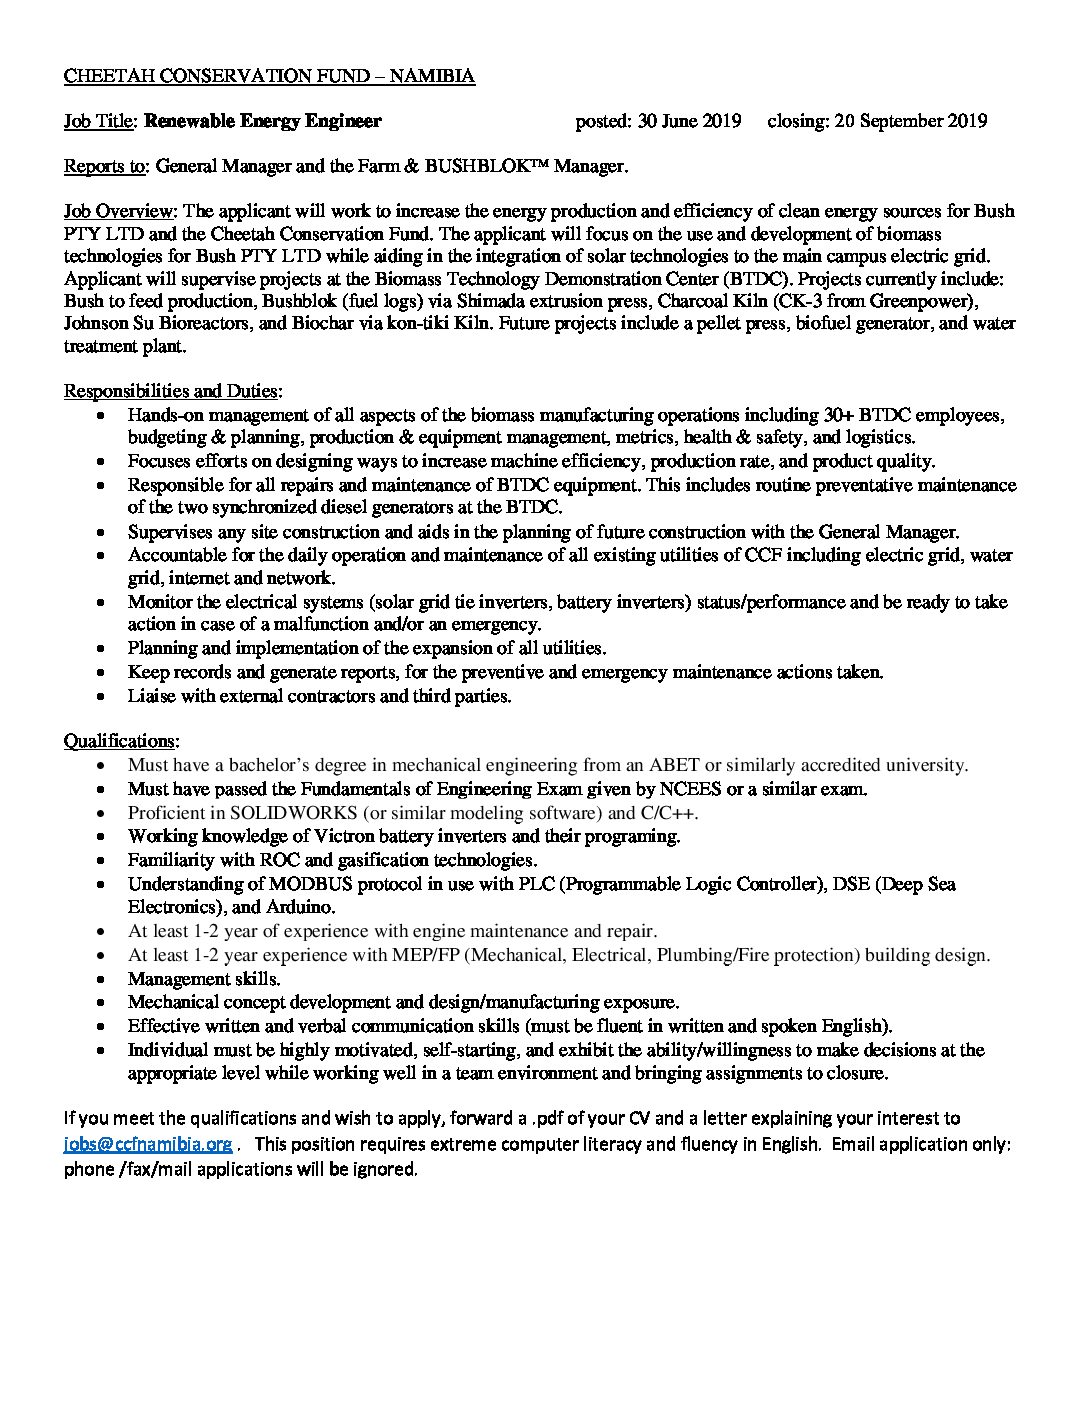 CHEETAH CONSERVATION FUND – NAMIBIA
Job Title: Renewable Energy Engineer posted: 30 June 2019 closing: 20 September 2019
Reports to: General Manager and the Farm & BUSHBLOK™ Manager.
Job Overview: The applicant will work to increase the energy production and efficiency of clean energy sources for Bush
PTY LTD and the Cheetah Conservation Fund. The applicant will focus on the use and development of biomass
technologies for Bush PTY LTD while aiding in the integration of solar technologies to the main campus electric grid.
Applicant will supervise projects at the Biomass Technology Demonstration Center (BTDC). Projects currently include:
Bush to feed production, Bushblok (fuel logs) via Shimada extrusion press, Charcoal Kiln (CK-3 from Greenpower),
Johnson Su Bioreactors, and Biochar via kon-tiki Kiln. Future projects include a pellet press, biofuel generator, and water
treatment plant.
Responsibilities and Duties:
• Hands-on management of all aspects of the biomass manufacturing operations including 30+ BTDC employees,
budgeting & planning, production & equipment management, metrics, health & safety, and logistics.
• Focuses efforts on designing ways to increase machine efficiency, production rate, and product quality.
• Responsible for all repairs and maintenance of BTDC equipment. This includes routine preventative maintenance
of the two synchronized diesel generators at the BTDC.
• Supervises any site construction and aids in the planning of future construction with the General Manager.
• Accountable for the daily operation and maintenance of all existing utilities of CCF including electric grid, water
grid, internet and network.
• Monitor the electrical systems (solar grid tie inverters, battery inverters) status/performance and be ready to take
action in case of a malfunction and/or an emergency.
• Planning and implementation of the expansion of all utilities.
• Keep records and generate reports, for the preventive and emergency maintenance actions taken.
• Liaise with external contractors and third parties.
Qualifications:
• Must have a bachelor’s degree in mechanical engineering from an ABET or similarly accredited university.
• Must have passed the Fundamentals of Engineering Exam given by NCEES or a similar exam.
• Proficient in SOLIDWORKS (or similar modeling software) and C/C++.
• Working knowledge of Victron battery inverters and their programing.
• Familiarity with ROC and gasification technologies.
• Understanding of MODBUS protocol in use with PLC (Programmable Logic Controller), DSE (Deep Sea
Electronics), and Arduino.
• At least 1-2 year of experience with engine maintenance and repair.
• At least 1-2 year experience with MEP/FP (Mechanical, Electrical, Plumbing/Fire protection) building design.
• Management skills.
• Mechanical concept development and design/manufacturing exposure.
• Effective written and verbal communication skills (must be fluent in written and spoken English).
• Individual must be highly motivated, self-starting, and exhibit the ability/willingness to make decisions at the
appropriate level while working well in a team environment and bringing assignments to closure.
If you meet the qualifications and wish to apply, forward a .pdf of your CV and a letter explaining your interest to
jobs@ccfnamibia.org . This position requires extreme computer literacy and fluency in English. Email application only:
phone /fax/mail applications will be ignored.